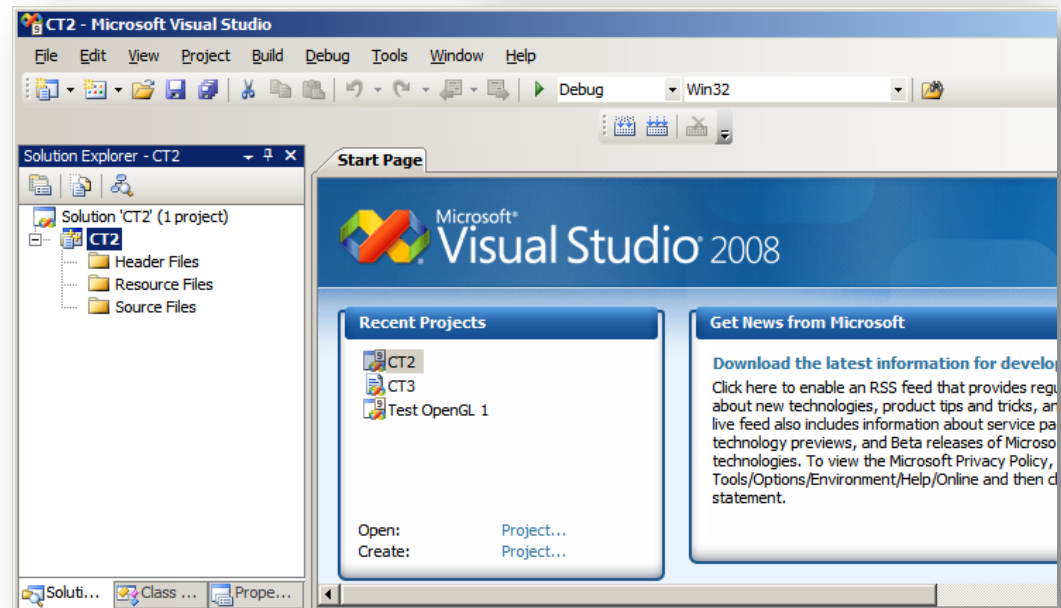 CT2 - Microsoft Visual Studio
File Edit View Project Build Debug Tools Window Help
Debug Win32
Solution Explorer - CT2
Start Page
Solution 'CT2' (1 project)
CT2
Header Files
Resource Files
Source Files
Microsoft®
Visual Studio® 2008
Recent Projects
CT2
CT3
Test OpenGL 1
Open: Project...
Create: Project...
Get News from Microsoft
Download the latest information for develo
Click here to enable an RSS feed that provides regu
about new technologies, product tips and tricks, an
live feed also includes information about service pa
technology previews, and Beta releases of Microso
technologies. To view the Microsoft Privacy Policy,
Tools/Options/Environment/Help/Online and then cl
statement.
Soluti... Class ... Prope...